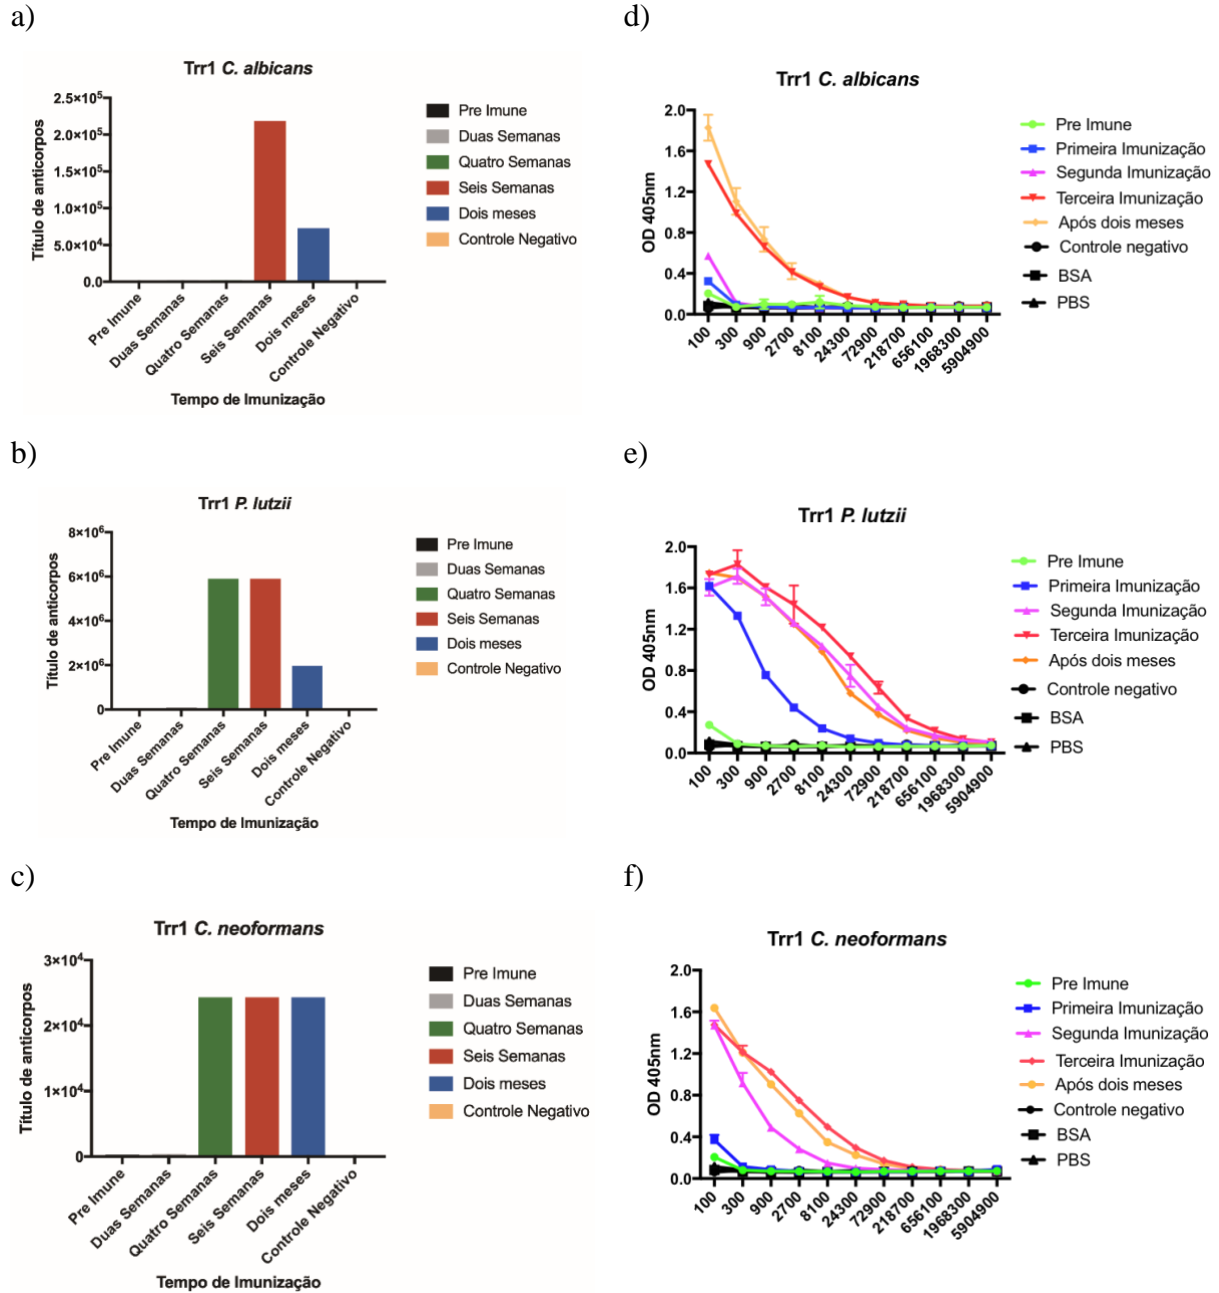 a)
Trr1 C. albicans
Título de anticorpos
2.5×10⁵
2.0×10⁵
1.5×10⁵
1.0×10⁵
5.0×10⁴
0.0
Pre Imune
Duas Semanas
Quatro Semanas
Seis Semanas
Dois meses
Controle Negativo
Tempo de Imunização
Pre Imune
Duas Semanas
Quatro Semanas
Seis Semanas
Dois meses
Controle Negativo
d)
Trr1 C. albicans
OD 405nm
2.0
1.6
1.2
0.8
0.4
0.0
100
300
900
2700
8100
24300
72900
218700
656100
1968300
5904900
Pre Imune
Primeira Imunização
Segunda Imunização
Terceira Imunização
Após dois meses
Controle negativo
BSA
PBS
b)
Trr1 P. lutzii
Título de anticorpos
8×10⁶
6×10⁶
4×10⁶
2×10⁶
0
Pre Imune
Duas Semanas
Quatro Semanas
Seis Semanas
Dois meses
Controle Negativo
Tempo de Imunização
Pre Imune
Duas Semanas
Quatro Semanas
Seis Semanas
Dois meses
Controle Negativo
e)
Trr1 P. lutzii
OD 405nm
2.0
1.6
1.2
0.8
0.4
0.0
100
300
900
2700
8100
24300
72900
218700
656100
1968300
5904900
Pre Imune
Primeira Imunização
Segunda Imunização
Terceira Imunização
Após dois meses
Controle negativo
BSA
PBS
c)
Trr1 C. neoformans
Título de anticorpos
3×10⁴
2×10⁴
1×10⁴
0
Pre Imune
Duas Semanas
Quatro Semanas
Seis Semanas
Dois meses
Controle Negativo
Tempo de Imunização
Pre Imune
Duas Semanas
Quatro Semanas
Seis Semanas
Dois meses
Controle Negativo
f)
Trr1 C. neoformans
OD 405nm
2.0
1.6
1.2
0.8
0.4
0.0
100
300
900
2700
8100
24300
72900
218700
656100
1968300
5904900
Pre Imune
Primeira Imunização
Segunda Imunização
Terceira Imunização
Após dois meses
Controle negativo
BSA
PBS